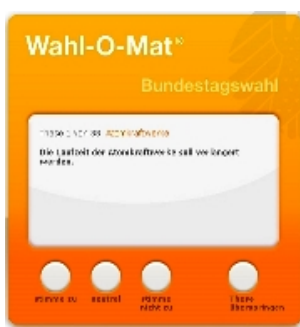 Wahl-O-Mat®
Bundestagswahl
These 1 von 38 Atomkraftwerke
Die Laufzeit der Atomkraftwerke soll verlängert
werden.
stimme zu
neutral
stimme
nicht zu
These
überspringen